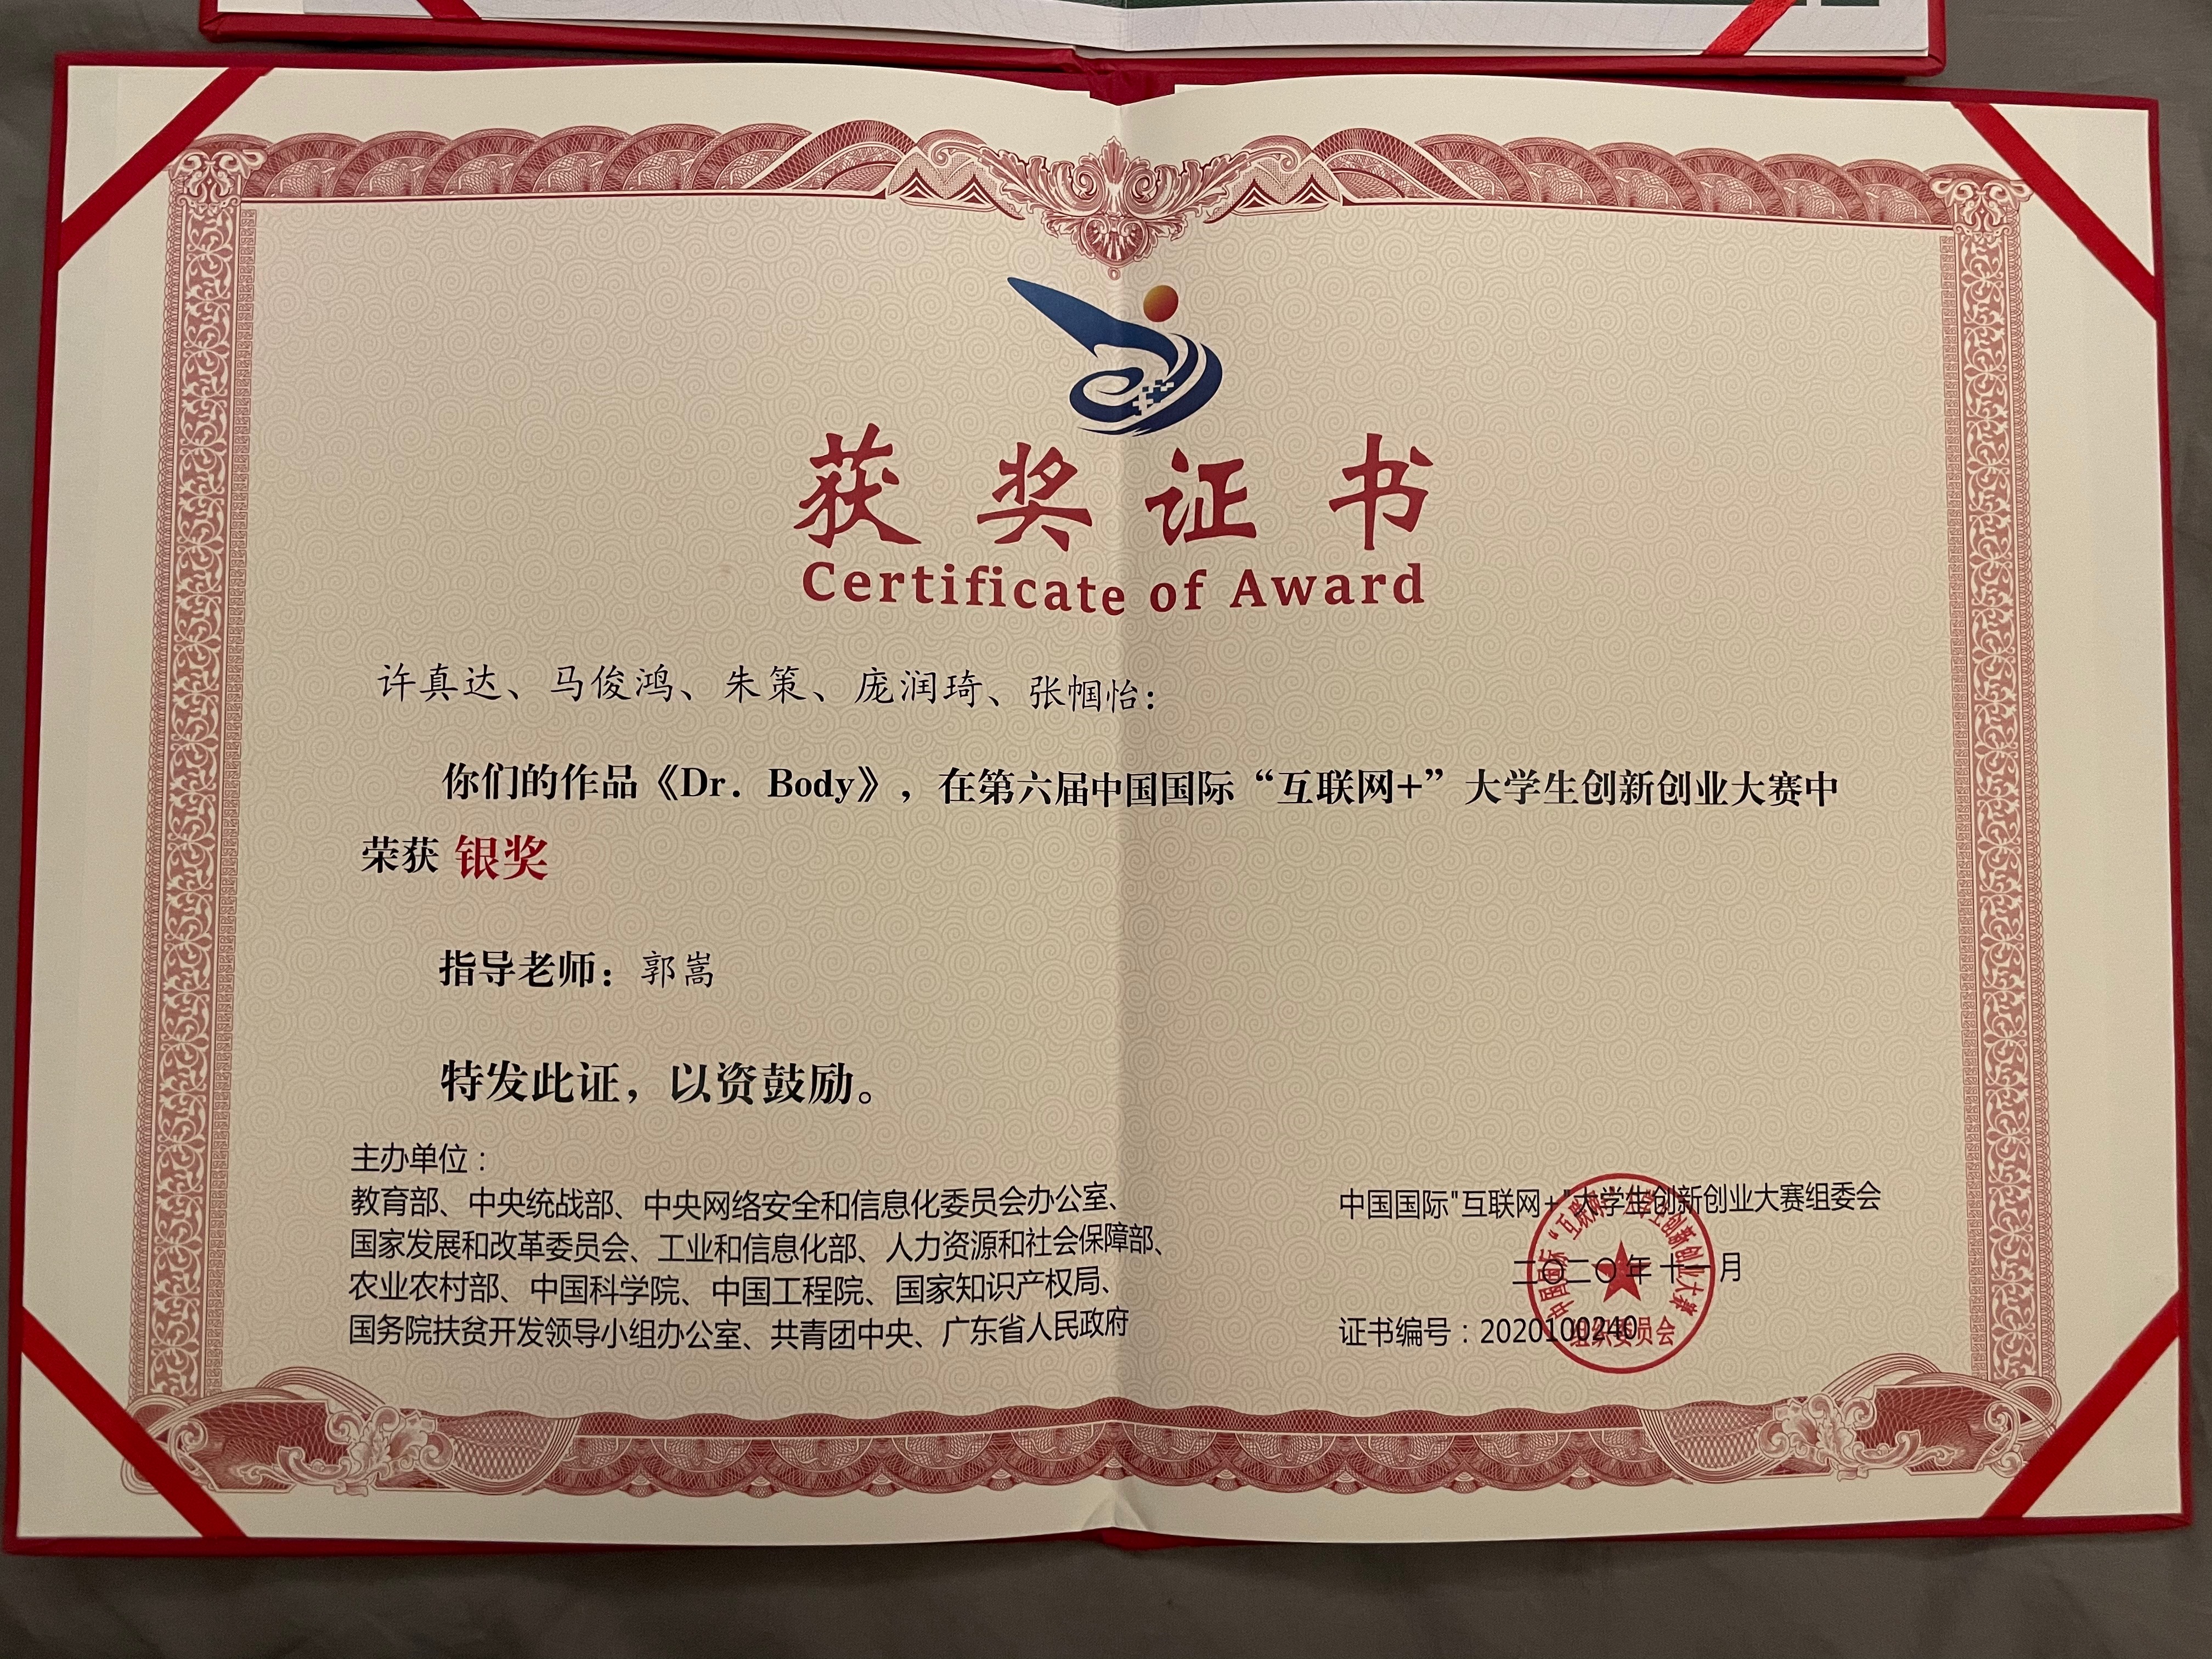 获奖证书
Certificate of Award
许真达、马俊鸿、朱策、庞润琦、张帼怡：
你们的作品《Dr. Body》，在第六届中国国际“互联网+”大学生创新创业大赛中
荣获 银奖
指导老师：郭嵩
特发此证，以资鼓励。
主办单位：
教育部、中央统战部、中央网络安全和信息化委员会办公室、
国家发展和改革委员会、工业和信息化部、人力资源和社会保障部、
农业农村部、中国科学院、中国工程院、国家知识产权局、
国务院扶贫开发领导小组办公室、共青团中央、广东省人民政府
中国国际"互联网+"大学生创新创业大赛组委会
二〇二〇年十一月
证书编号：2020100240
中国国际“互联网+”大学生创新创业大赛
组织委员会